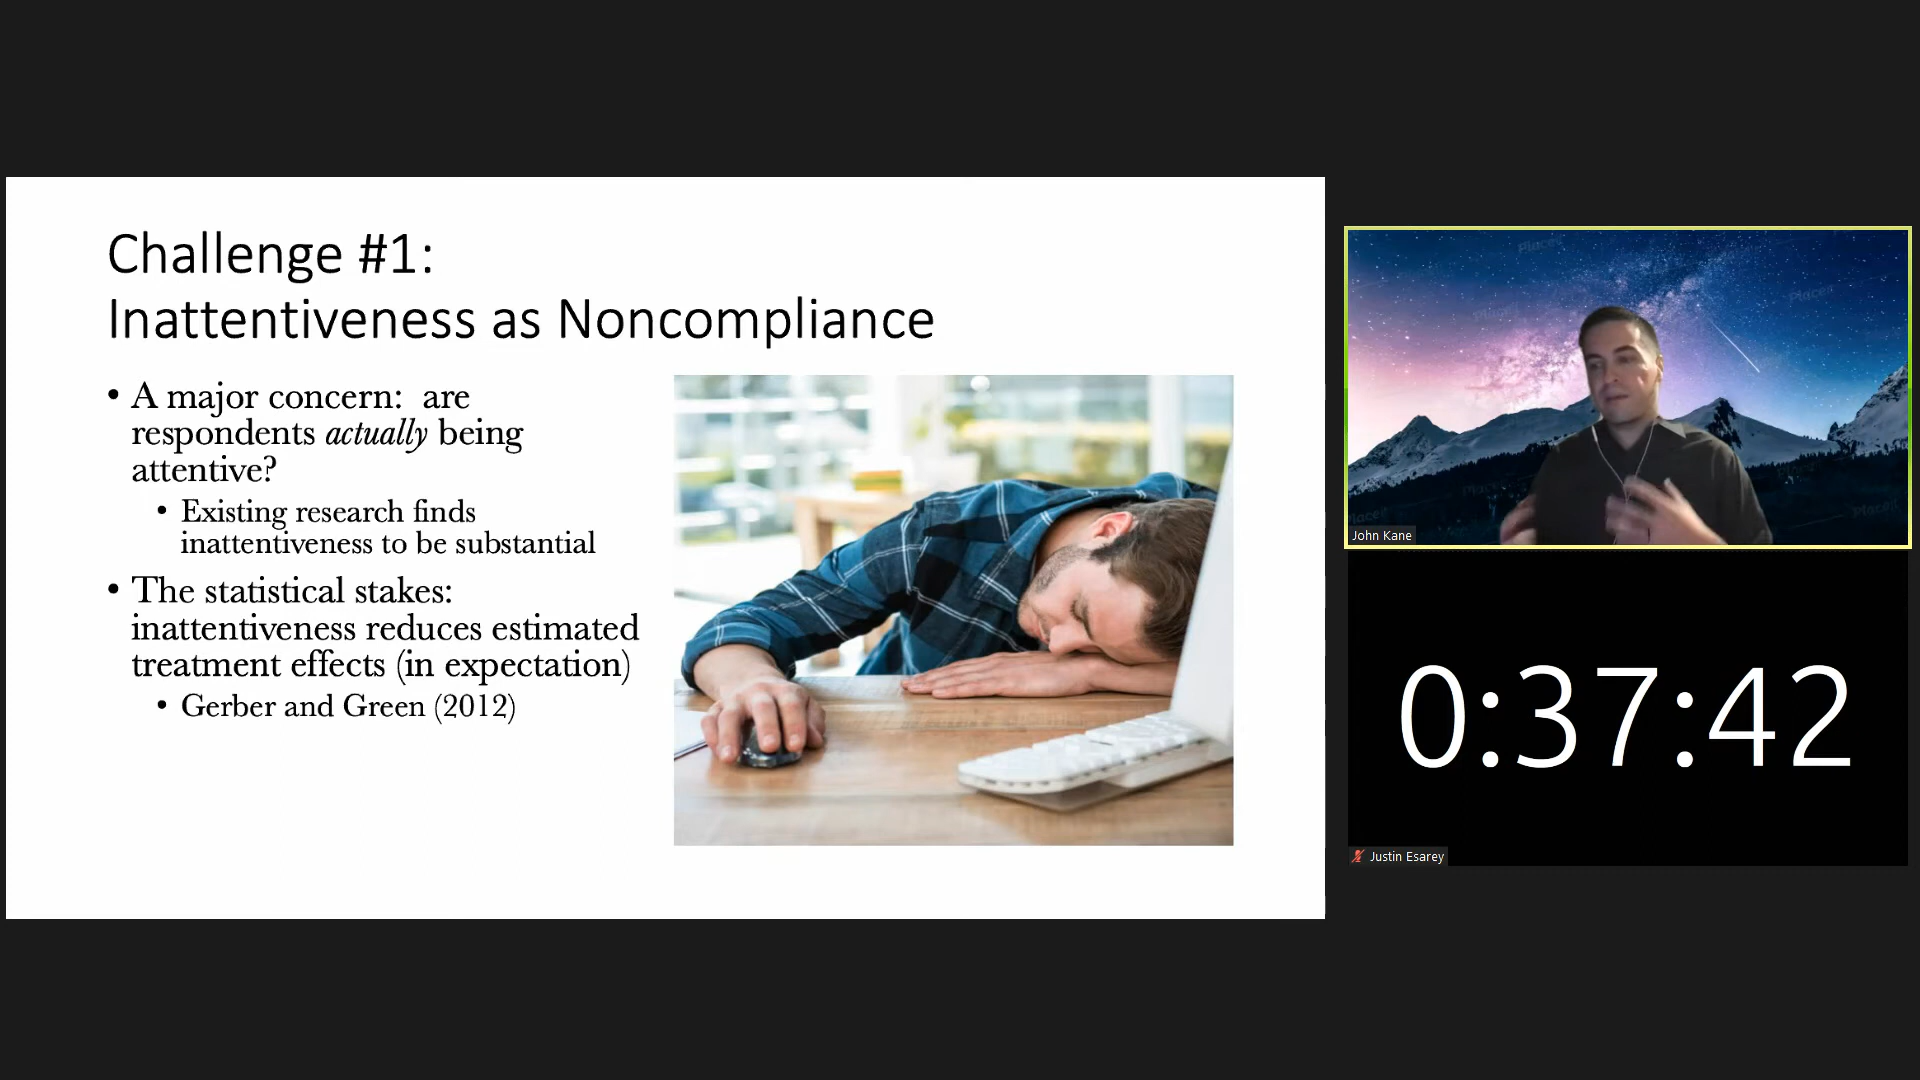 Challenge #1:
Inattentiveness as Noncompliance
• A major concern:  are
respondents actually being
attentive?
• Existing research finds
inattentiveness to be substantial
• The statistical stakes:
inattentiveness reduces estimated
treatment effects (in expectation)
• Gerber and Green (2012)
Placeit
Placeit
John Kane
0:37:42
Justin Esarey